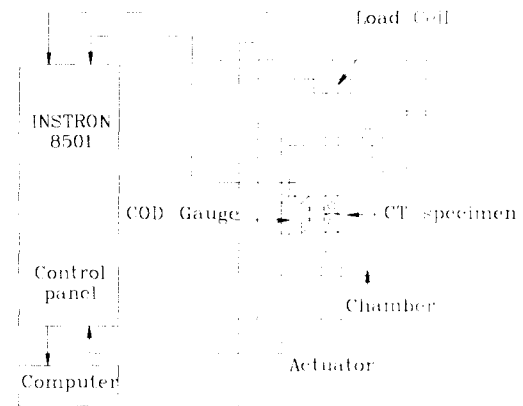 Load Cell
INSTRON
8501
COD Gauge
CT specimen
Control
panel
Chamber
Actuator
Computer